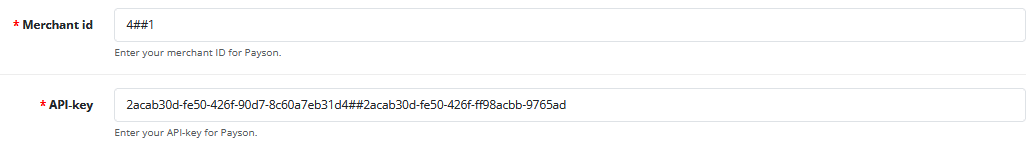 * Merchant id
4##1
Enter your merchant ID for Payson.
* API-key
2acab30d-fe50-426f-90d7-8c60a7eb31d4##2acab30d-fe50-426f-ff98acbb-9765ad
Enter your API-key for Payson.